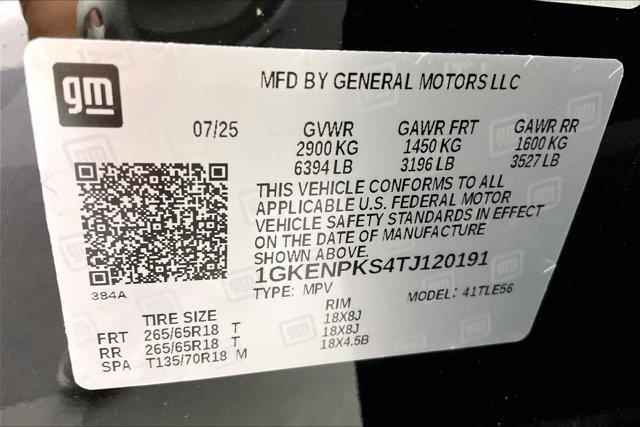 gm
MFD BY GENERAL MOTORS LLC
07/25 GVWR GAWR FRT GAWR RR
2900 KG 1450 KG 1600 KG
6394 LB 3196 LB 3527 LB
THIS VEHICLE CONFORMS TO ALL
APPLICABLE U.S. FEDERAL MOTOR
VEHICLE SAFETY STANDARDS IN EFFECT
ON THE DATE OF MANUFACTURE
SHOWN ABOVE.
1GKENPKS4TJ120191
384A
TYPE: MPV MODEL: 41TLE56
TIRE SIZE RIM
FRT 265/65R18 T 18X8J
RR 265/65R18 T 18X8J
SPA T135/70R18 M 18X4.5B